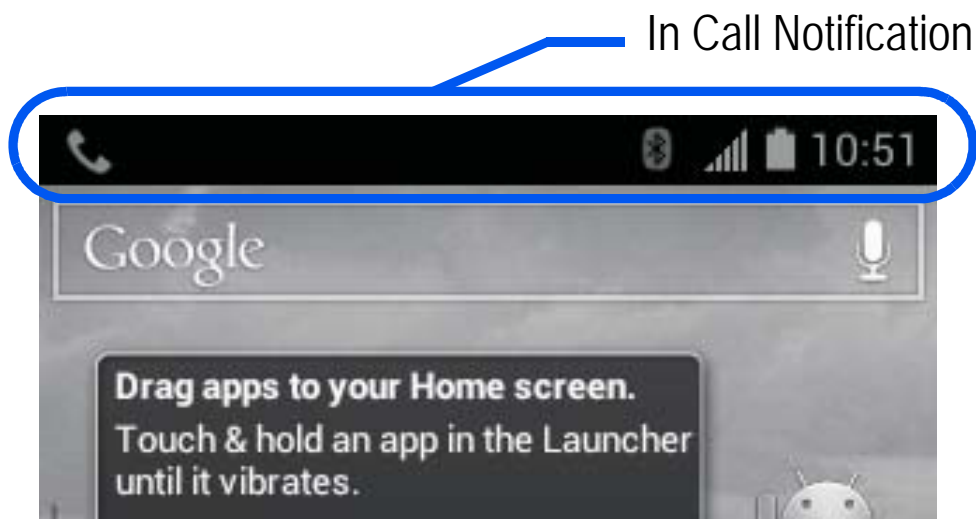 In Call Notification
10:51
Google
Drag apps to your Home screen.
Touch & hold an app in the Launcher
until it vibrates.